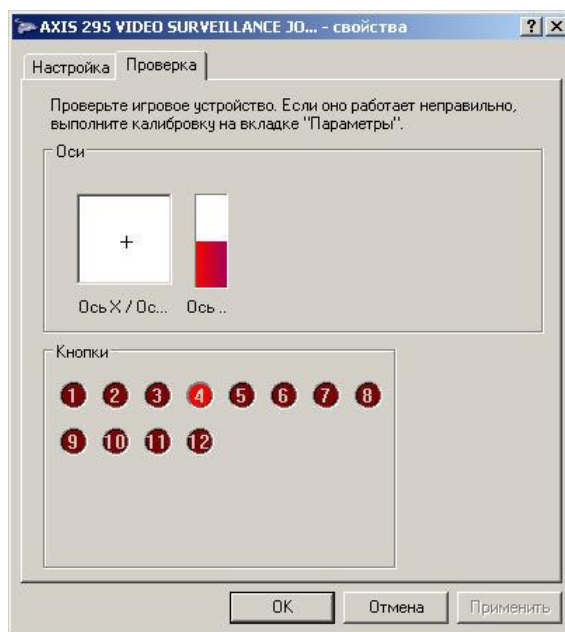 AXIS 295 VIDEO SURVEILLANCE JO... - свойства
Настройка Проверка
Проверьте игровое устройство. Если оно работает неправильно,
выполните калибровку на вкладке "Параметры".
Оси
Ось X / Ос... Ось ..
Кнопки
1 2 3 4 5 6 7 8
9 10 11 12
OK Отмена Применить